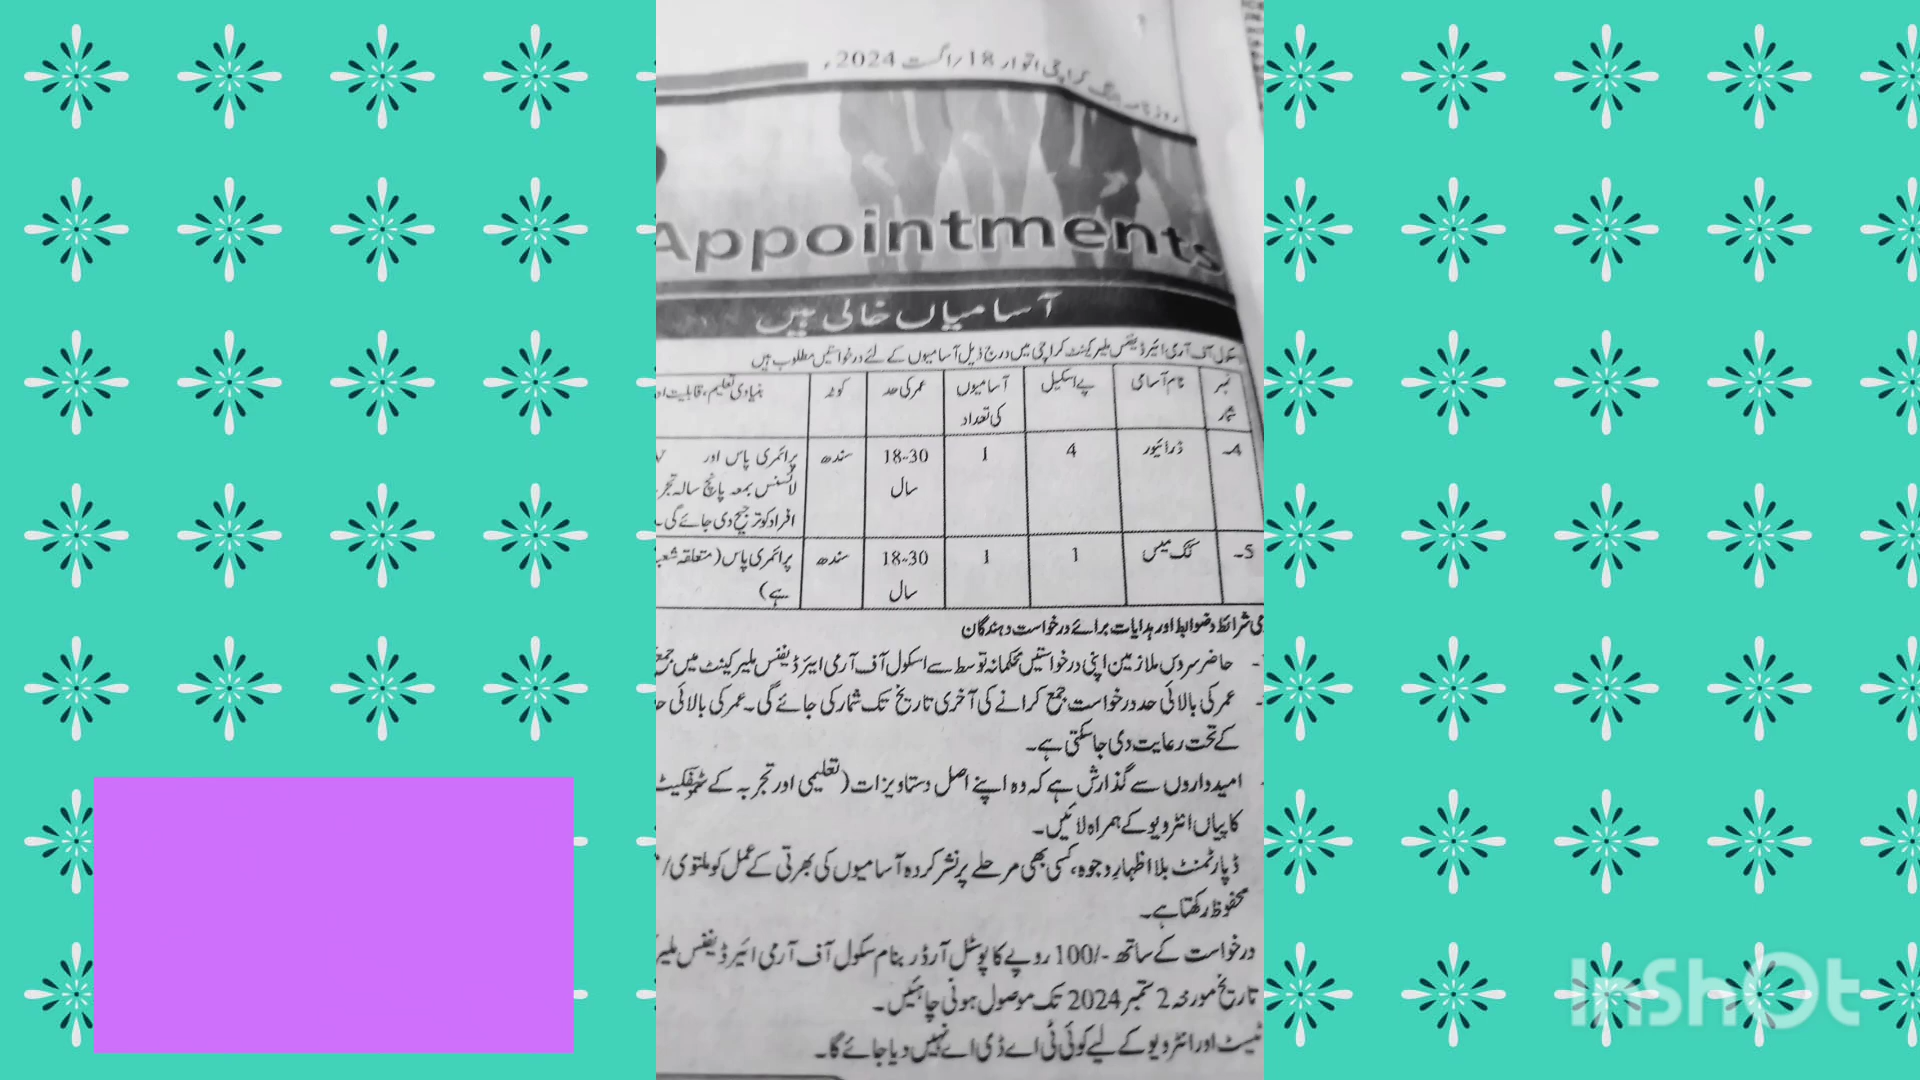 روزنامہ جنگ کراچی اتوار 18/اگست 2024ء
Appointments
آسامیاں خالی ہیں
سکول آف آرمی ائیر ڈیفنس ملیر کینٹ کراچی میں درج ذیل آسامیوں کے لئے درخواستیں مطلوب ہیں
نمبر شمار نام آسامی پے اسکیل آسامیوں کی تعداد عمر کی حد کوٹہ بنیادی تعلیم، قابلیت
4۔ ڈرائیور 4 1 18-30 سال سندھ پرائمری پاس اور
لائسنس بمعہ پانچ سالہ
افراد کو ترجیح دی جائے گی۔
5۔ کک میس 1 1 18-30 سال سندھ پرائمری پاس (متعلقہ
ہے)
شرائط و ضوابط اور ہدایات برائے درخواست دہندگان
حاضر سروس ملازمین اپنی درخواستیں محکمانہ توسط سے اسکول آف آرمی ایئر ڈیفنس ملیر کینٹ میں
عمر کی بالائی حد درخواست جمع کرانے کی آخری تاریخ تک شمار کی جائے گی۔ عمر کی بالائی
کے تحت رعایت دی جاسکتی ہے۔
امیدواروں سے گذارش ہے کہ وہ اپنے اصل دستاویزات (تعلیمی اور تجربہ کے
کاپیاں انٹرویو کے ہمراہ لائیں۔
ڈپارٹمنٹ بلا اظہارِ وجوہ، کسی بھی مرحلے پر نشر کردہ آسامیوں کی بھرتی کے عمل کو ملتوی/
محفوظ رکھتا ہے۔
درخواست کے ساتھ -/100 روپے کا پوسٹل آرڈر بنام سکول آف آرمی ائیر ڈیفنس ملیر
تاریخ مورخہ 2 ستمبر 2024 تک موصول ہونی چاہئیں۔
ٹیسٹ اور انٹرویو کے لیے کوئی ٹی اے ڈی اے نہیں دیا جائے گا۔
InShOt